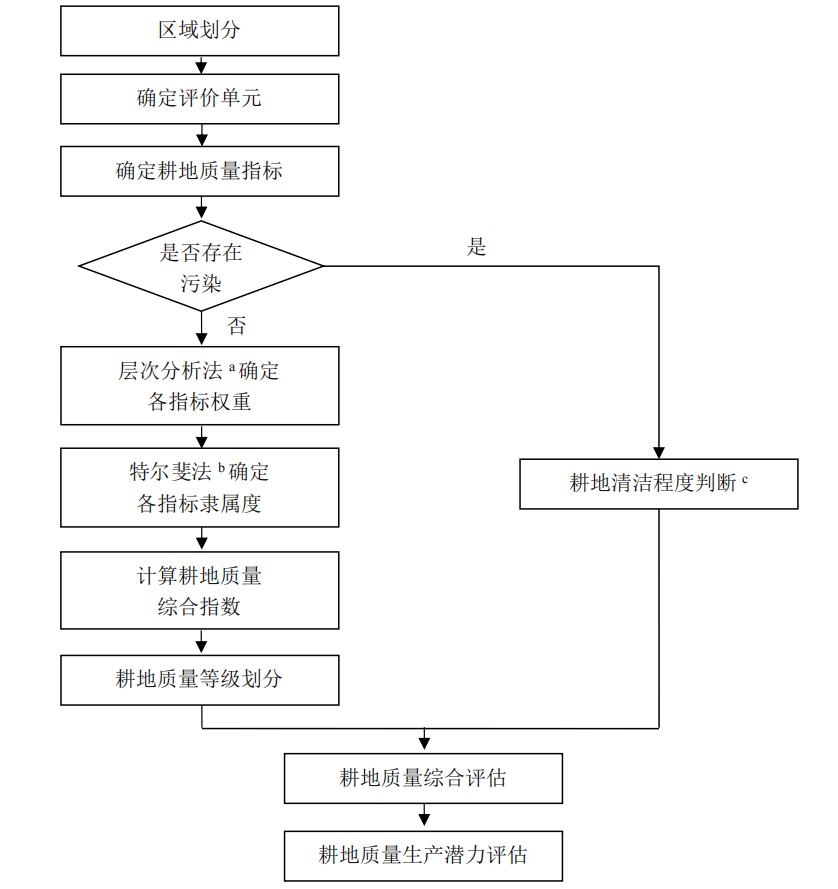 区域划分
确定评价单元
确定耕地质量指标
是否存在
污染
是
否
层次分析法 a 确定
各指标权重
特尔斐法 b 确定
各指标隶属度
耕地清洁程度判断 c
计算耕地质量
综合指数
耕地质量等级划分
耕地质量综合评估
耕地质量生产潜力评估